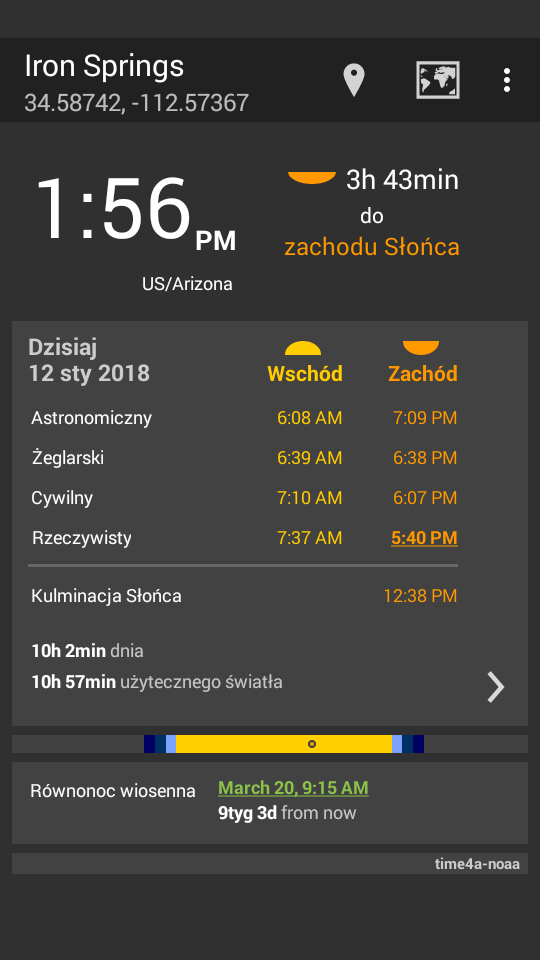 Iron Springs
34.58742, -112.57367
1:56 PM
US/Arizona
3h 43min
do
zachodu Słońca
Dzisiaj
12 sty 2018
Wschód Zachód
Astronomiczny 6:08 AM 7:09 PM
Żeglarski 6:39 AM 6:38 PM
Cywilny 7:10 AM 6:07 PM
Rzeczywisty 7:37 AM 5:40 PM
Kulminacja Słońca 12:38 PM
10h 2min dnia
10h 57min użytecznego światła
Równonoc wiosenna March 20, 9:15 AM
9tyg 3d from now
time4a-noaa